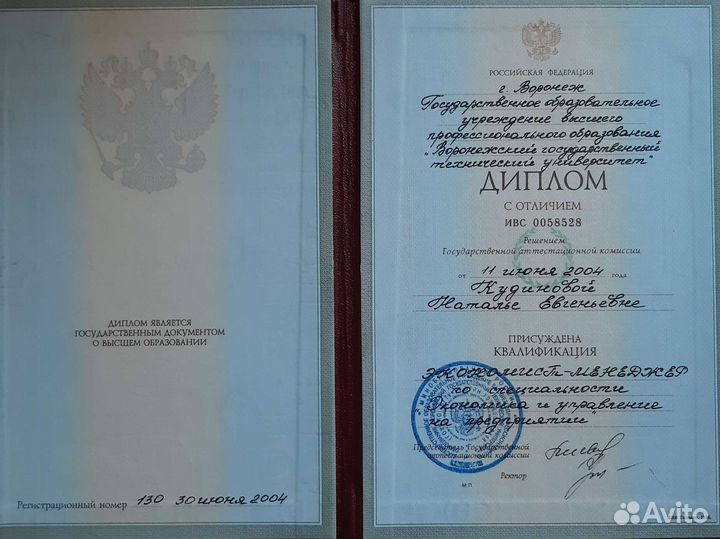 ДИПЛОМ ЯВЛЯЕТСЯ
ГОСУДАРСТВЕННЫМ ДОКУМЕНТОМ
О ВЫСШЕМ ОБРАЗОВАНИИ
Регистрационный номер 130 30 июня 2004
РОССИЙСКАЯ ФЕДЕРАЦИЯ
г. Воронеж
Государственное образовательное
учреждение высшего
профессионального образования
"Воронежский государственный
технический университет"
ДИПЛОМ
С ОТЛИЧИЕМ
ИВС 0058528
Решением
Государственной аттестационной комиссии
от 11 июня 2004 года
Кудиновой
Наталье Евгеньевне
ПРИСУЖДЕНА
КВАЛИФИКАЦИЯ
ЭКОНОМИСТ-МЕНЕДЖЕР
по специальности
"Экономика и управление
на предприятии"
Председатель Государственной
аттестационной комиссии
Ректор
М.П.
Avito